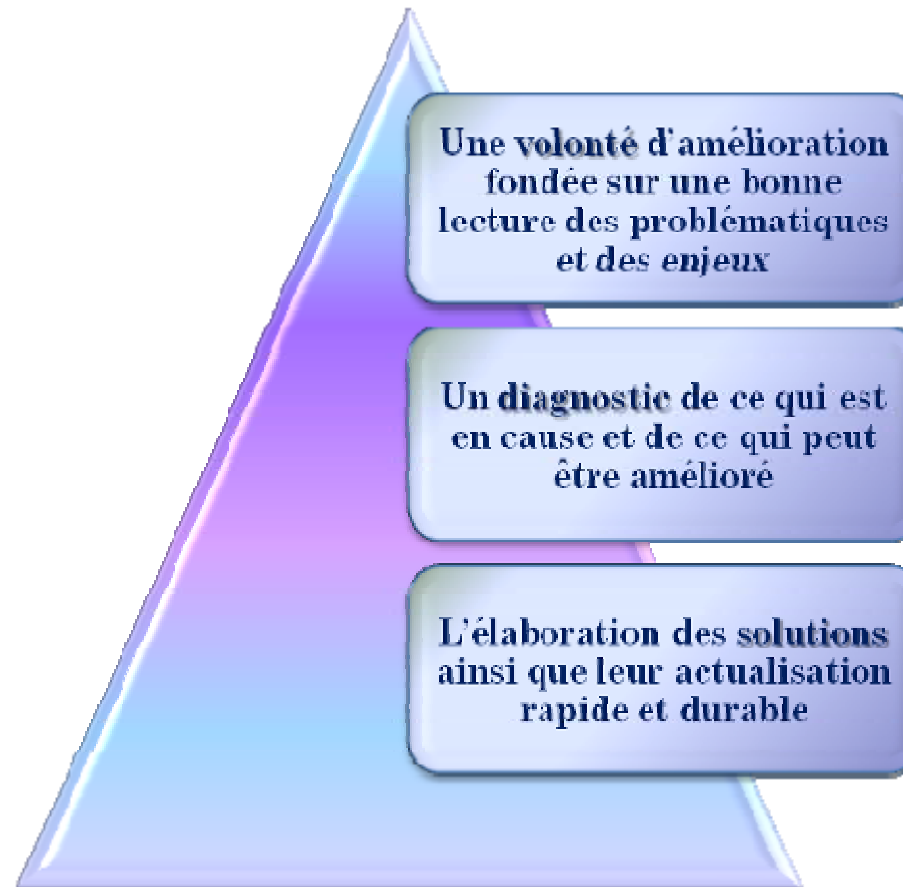 Une volonté d'amélioration
fondée sur une bonne
lecture des problématiques
et des enjeux
Un diagnostic de ce qui est
en cause et de ce qui peut
être amélioré
L'élaboration des solutions
ainsi que leur actualisation
rapide et durable